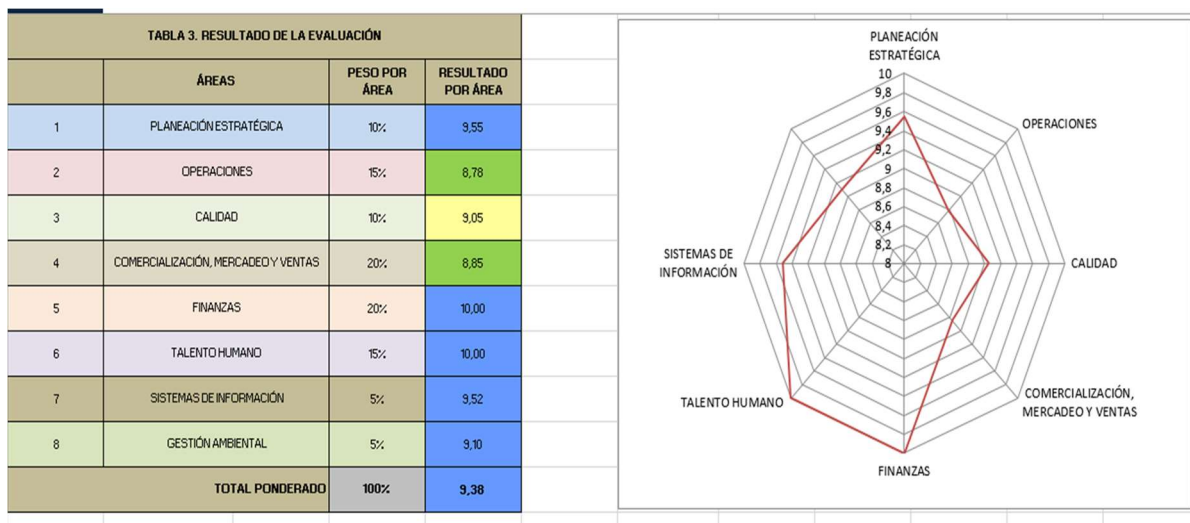 TABLA 3. RESULTADO DE LA EVALUACIÓN
ÁREAS PESO POR ÁREA RESULTADO POR ÁREA
1 PLANEACIÓN ESTRATÉGICA 10% 9,55
2 OPERACIONES 15% 8,78
3 CALIDAD 10% 9,05
4 COMERCIALIZACIÓN, MERCADEO Y VENTAS 20% 8,85
5 FINANZAS 20% 10,00
6 TALENTO HUMANO 15% 10,00
7 SISTEMAS DE INFORMACIÓN 5% 9,52
8 GESTIÓN AMBIENTAL 5% 9,10
TOTAL PONDERADO 100% 9,38
PLANEACIÓN
ESTRATÉGICA
10
9,8
9,6
9,4
9,2
9
8,8
8,6
8,4
8,2
8
OPERACIONES
CALIDAD
COMERCIALIZACIÓN,
MERCADEO Y VENTAS
FINANZAS
TALENTO HUMANO
SISTEMAS DE
INFORMACIÓN